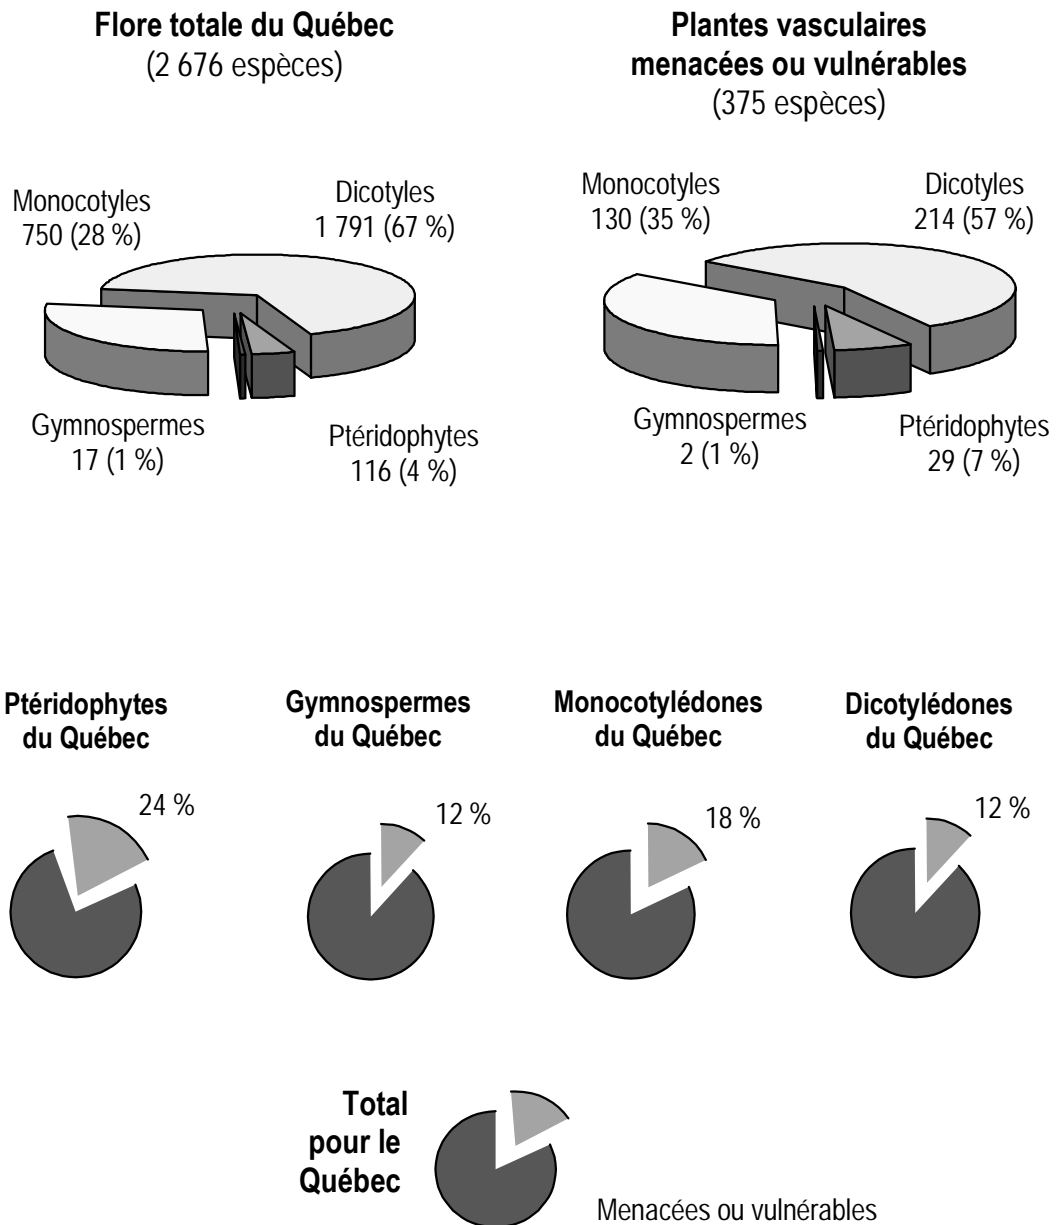 Flore totale du Québec
(2 676 espèces)
Plantes vasculaires
menacées ou vulnérables
(375 espèces)
Monocotyles
750 (28 %)
Dicotyles
1 791 (67 %)
Gymnospermes
17 (1 %)
Ptéridophytes
116 (4 %)
Monocotyles
130 (35 %)
Dicotyles
214 (57 %)
Gymnospermes
2 (1 %)
Ptéridophytes
29 (7 %)
Ptéridophytes
du Québec
24 %
Gymnospermes
du Québec
12 %
Monocotylédones
du Québec
18 %
Dicotylédones
du Québec
12 %
Total
pour le
Québec
Menacées ou vulnérables